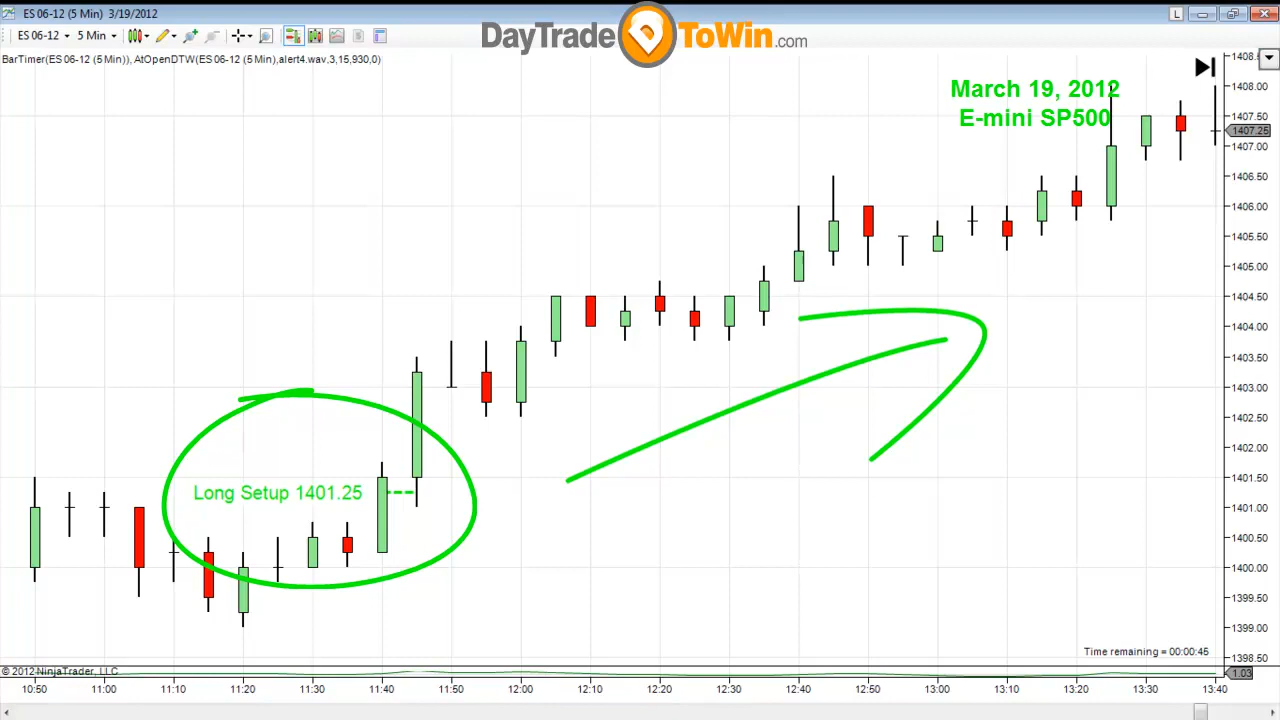 ES 06-12 (5 Min) 3/19/2012
L
ES 06-12 5 Min
DayTradeToWin.com
BarTimer(ES 06-12 (5 Min)), AtOpenDTW(ES 06-12 (5 Min),alert4.wav,3,15,930,0)
March 19, 2012
E-mini SP500
Long Setup 1401.25
1408.00
1407.50
1407.25
1407.00
1406.50
1406.00
1405.50
1405.00
1404.50
1404.00
1403.50
1403.00
1402.50
1402.00
1401.50
1401.00
1400.50
1400.00
1399.50
1399.00
1398.50
Time remaining = 00:00:45
© 2012 NinjaTrader, LLC
1.03
10:50 11:00 11:10 11:20 11:30 11:40 11:50 12:00 12:10 12:20 12:30 12:40 12:50 13:00 13:10 13:20 13:30 13:40